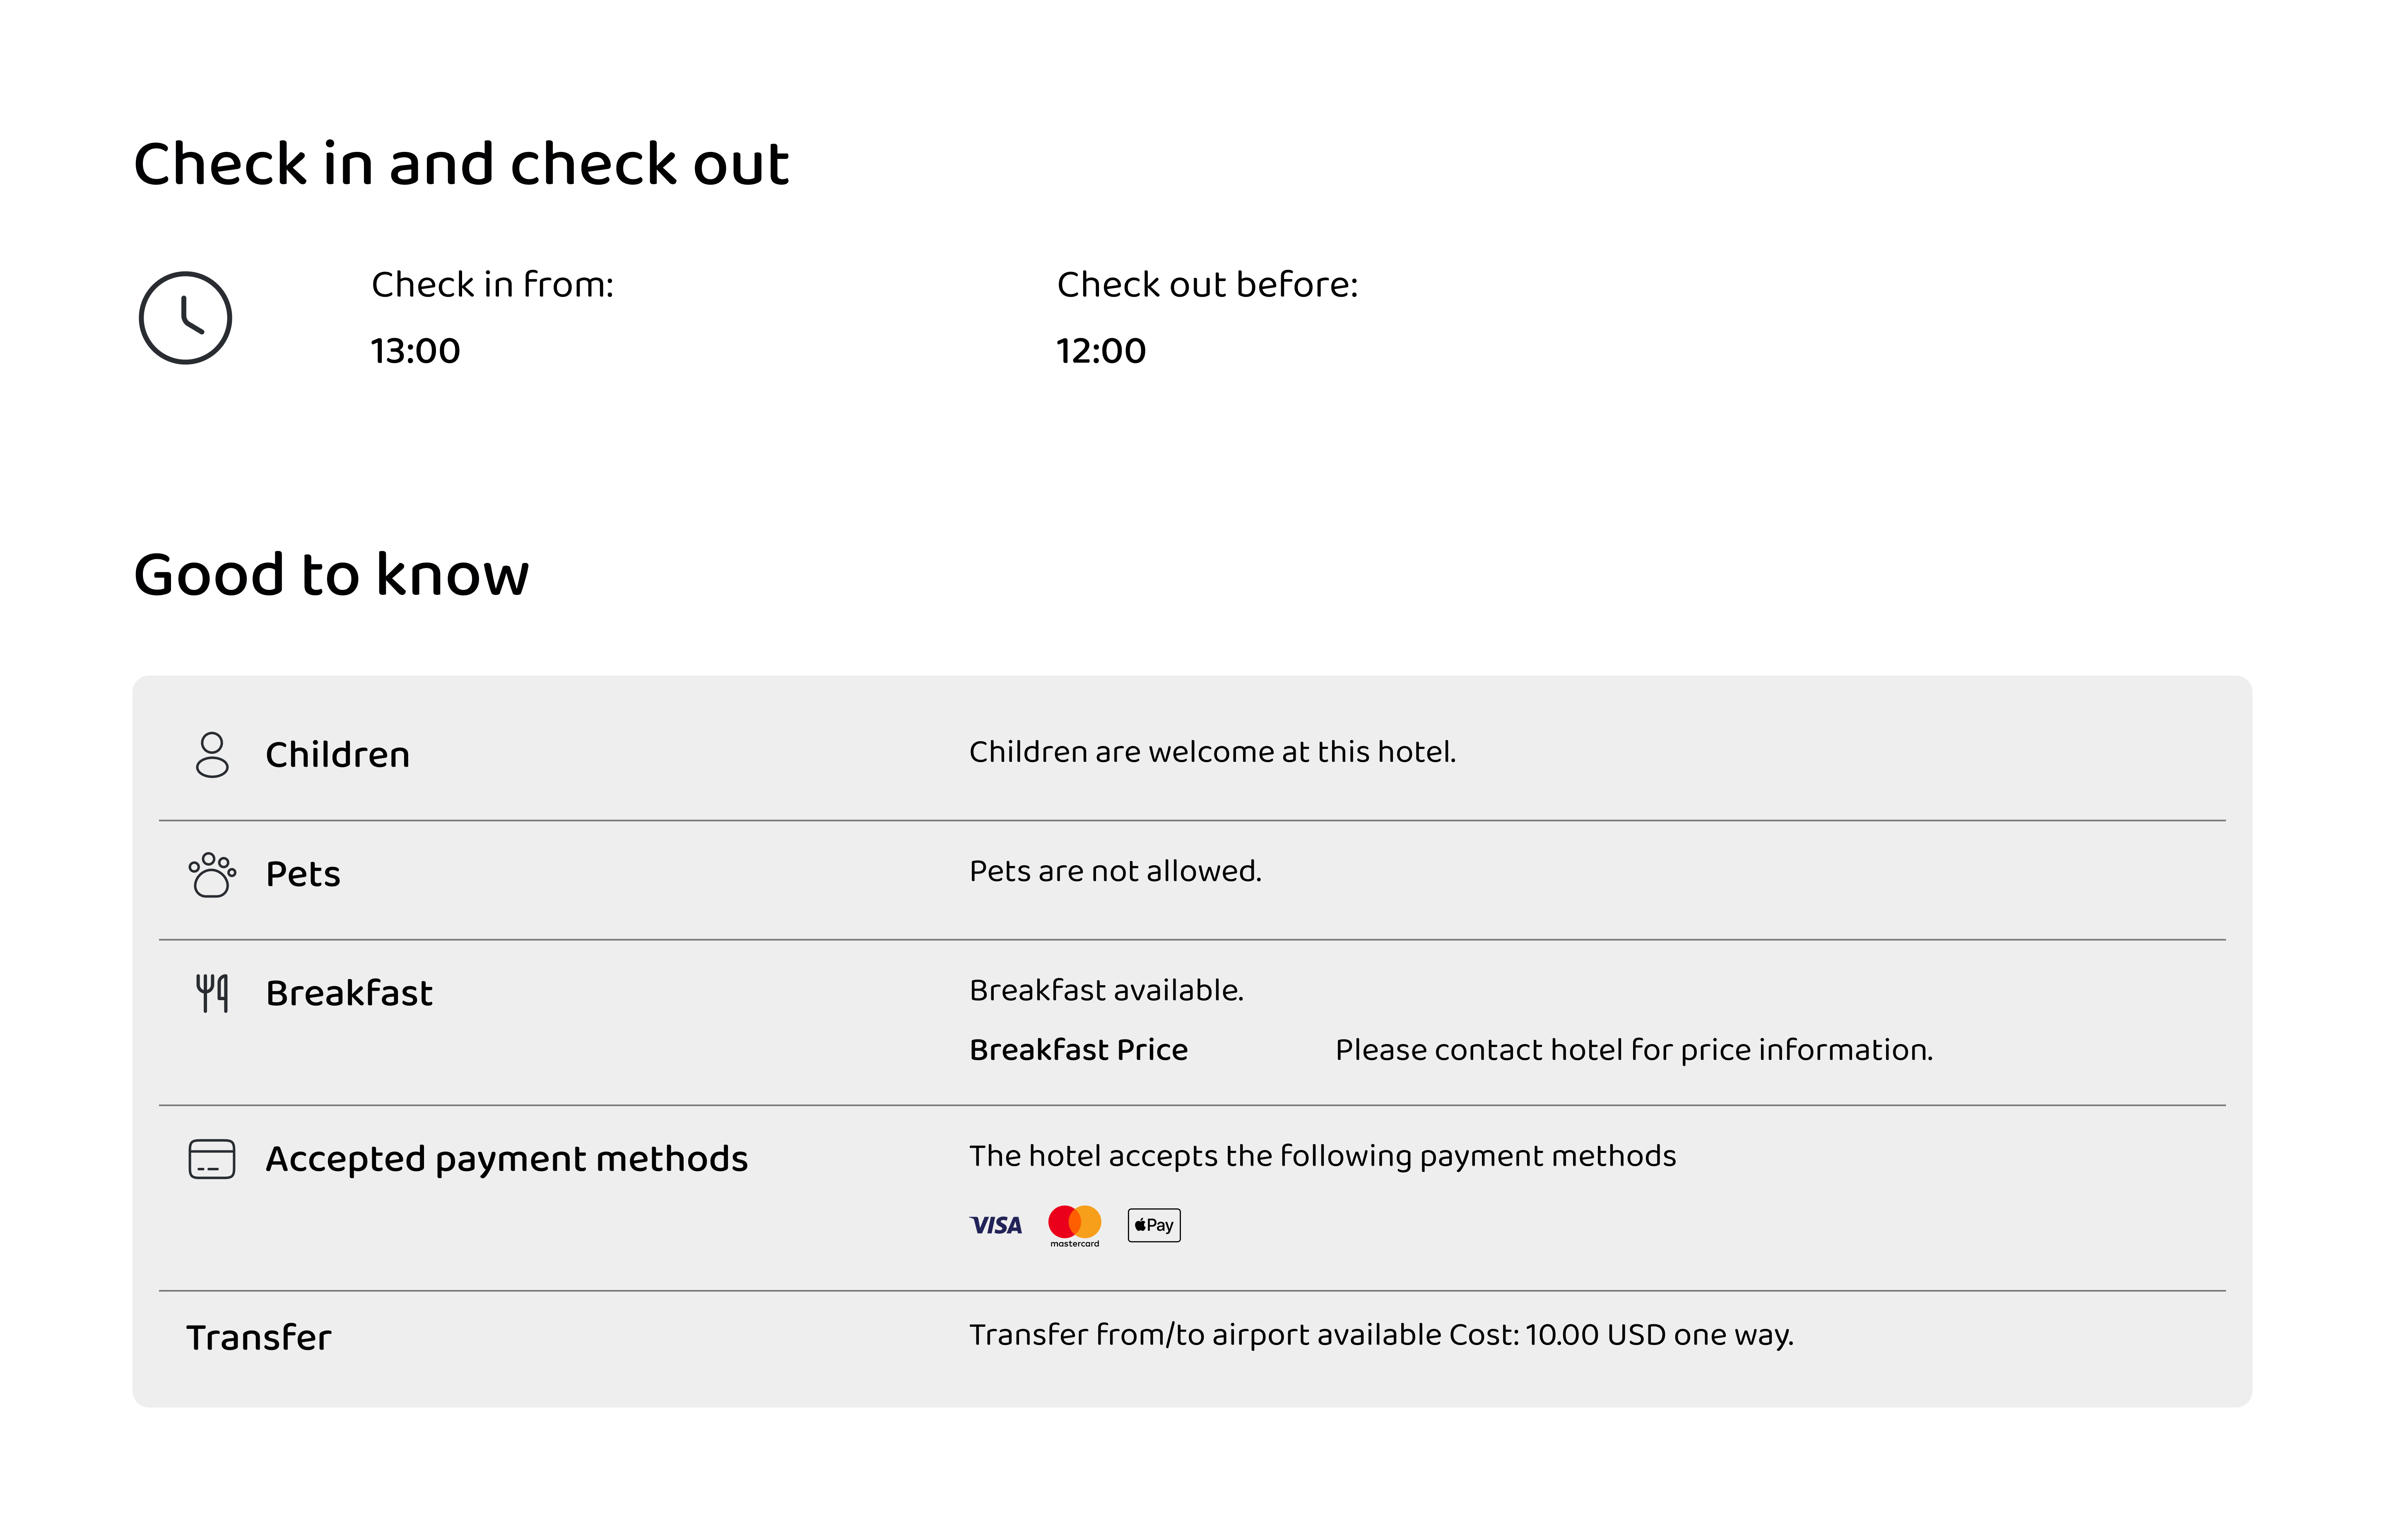 Check in and check out
Check in from:
Check out before:
13:00
12:00
Good to know
Children
Children are welcome at this hotel.
Pets
Pets are not allowed.
Breakfast
Breakfast available.
Breakfast Price
Please contact hotel for price information.
Accepted payment methods
The hotel accepts the following payment methods
VISA
mastercard
Pay
Transfer
Transfer from/to airport available Cost: 10.00 USD one way.